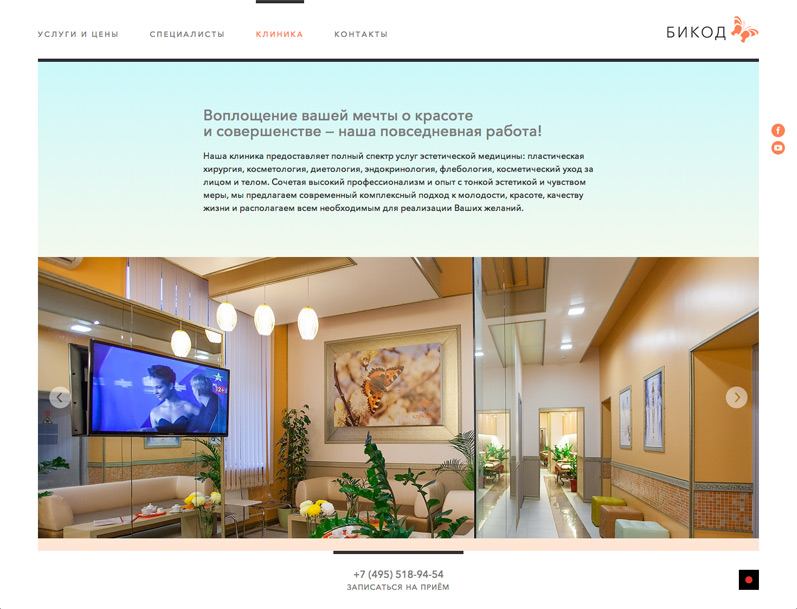 УСЛУГИ И ЦЕНЫ СПЕЦИАЛИСТЫ КЛИНИКА КОНТАКТЫ БИКОД
Воплощение вашей мечты о красоте
и совершенстве – наша повседневная работа!
Наша клиника предоставляет полный спектр услуг эстетической медицины: пластическая
хирургия, косметология, диетология, эндокринология, флебология, косметический уход за
лицом и телом. Сочетая высокий профессионализм и опыт с тонкой эстетикой и чувством
меры, мы предлагаем современный комплексный подход к молодости, красоте, качеству
жизни и располагаем всем необходимым для реализации Ваших желаний.
12+
+7 (495) 518-94-54
ЗАПИСАТЬСЯ НА ПРИЁМ